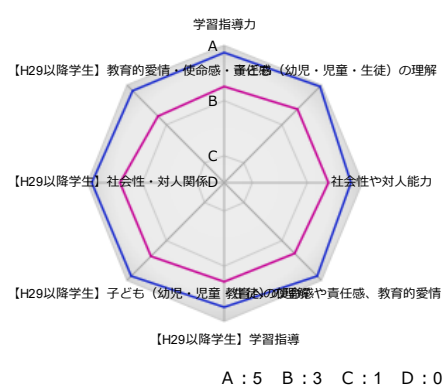 学習指導力
A
【H29以降学生】教育的愛情・使命感・責任感
子ども（幼児・児童・生徒）の理解
B
C
【H29以降学生】社会性・対人関係
D
社会性や対人能力
【H29以降学生】子ども（幼児・児童・生徒）の理解
使命感や責任感、教育的愛情
【H29以降学生】学習指導
A：5 B：3 C：1 D：0